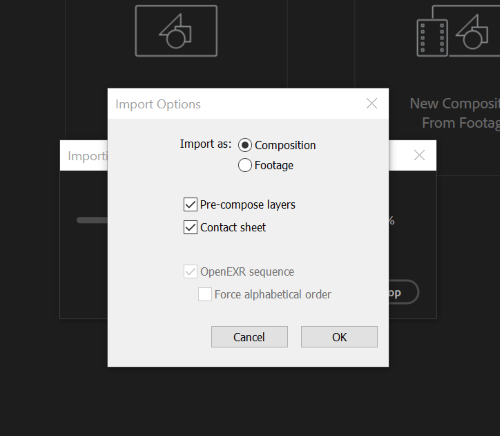 New Composit
From Footag
Import Options
Importi
Import as: Composition
Footage
%
Pre-compose layers
Contact sheet
OpenEXR sequence
Force alphabetical order
op
Cancel OK